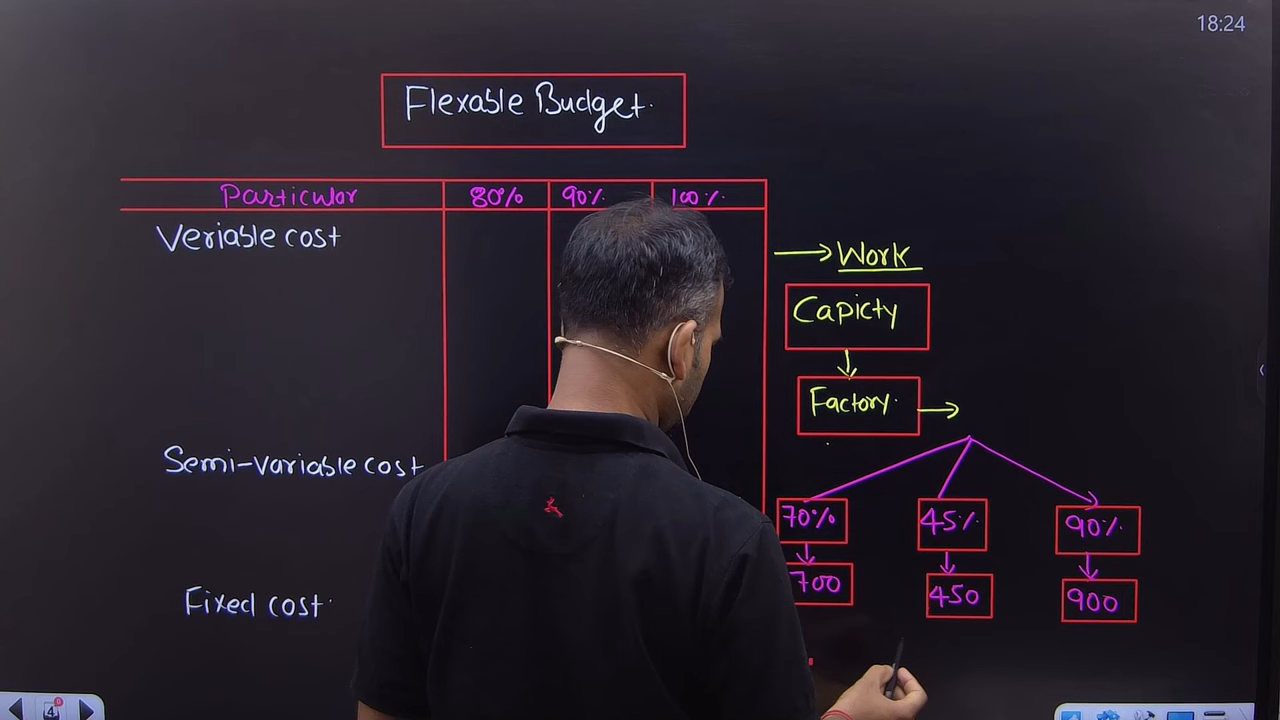 18:24
Flexable Budget.
Particular 80% 90% 100%
Veriable cost
→ Work
Capicty
Factory. →
Semi-variable cost
70% 45% 90%
700 450 900
Fixed cost.
4